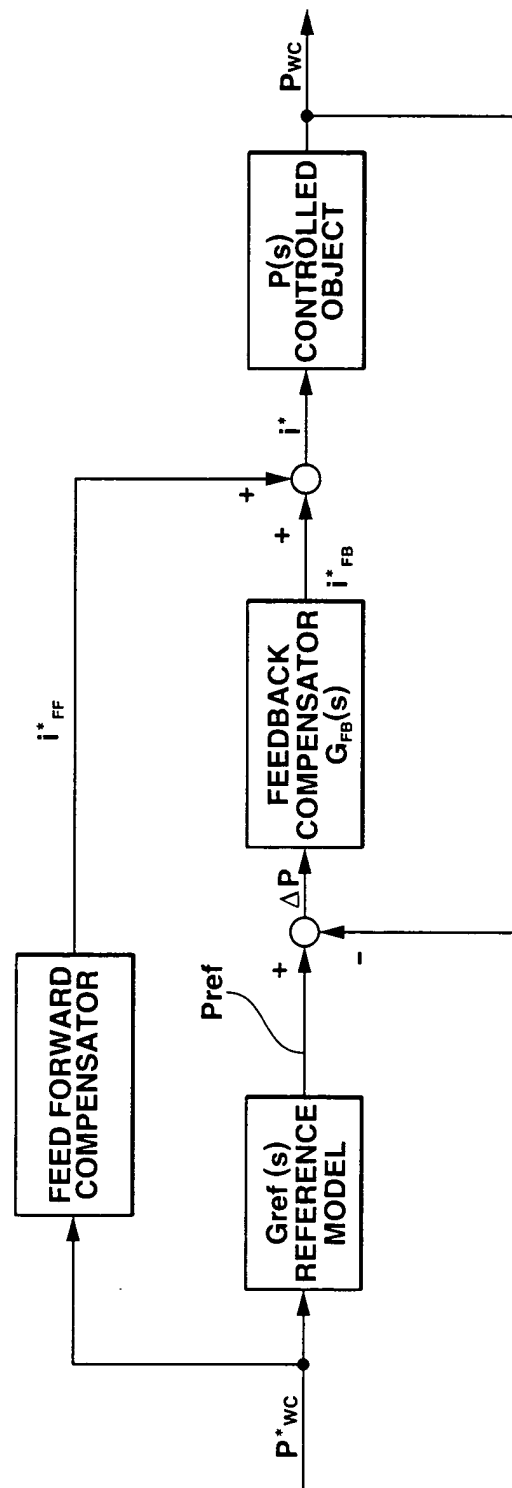 P*WC
FEED FORWARD
COMPENSATOR
i*FF
Gref (s)
REFERENCE
MODEL
Pref
+
-
ΔP
FEEDBACK
COMPENSATOR
GFB(s)
i*FB
+
+
i*
P(s)
CONTROLLED
OBJECT
PWC